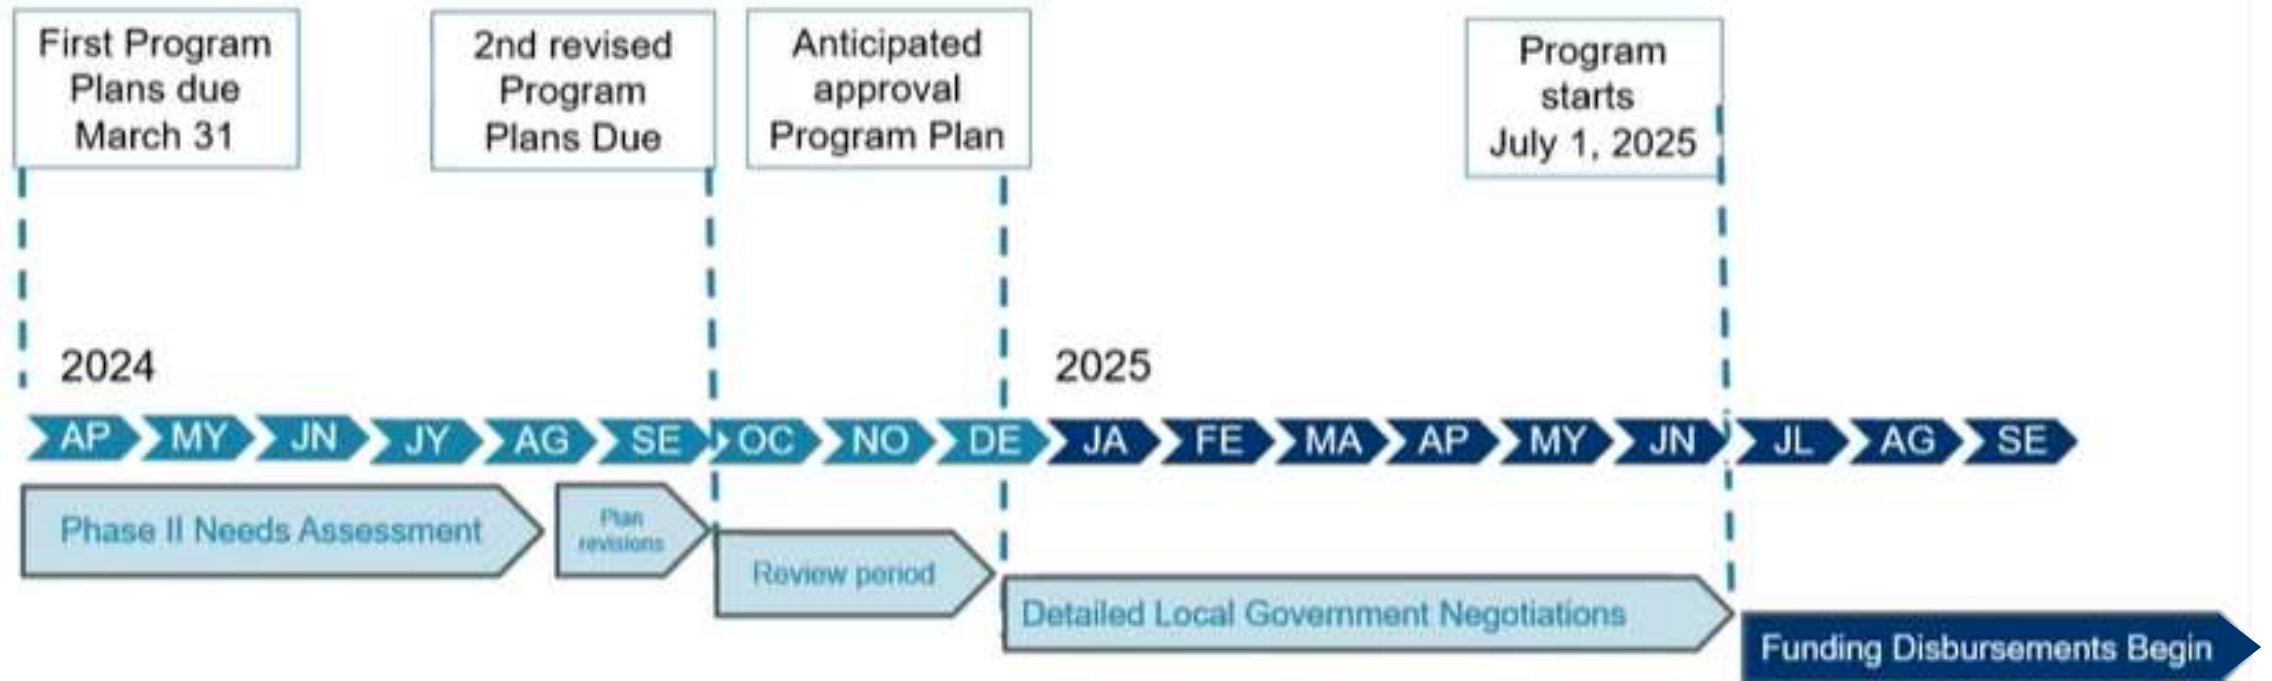 First Program
Plans due
March 31
2nd revised
Program
Plans Due
Anticipated
approval
Program Plan
Program
starts
July 1, 2025
2024
2025
AP MY JN JY AG SE OC NO DE JA FE MA AP MY JN JL AG SE
Phase II Needs Assessment
Plan
revisions
Review period
Detailed Local Government Negotiations
Funding Disbursements Begin